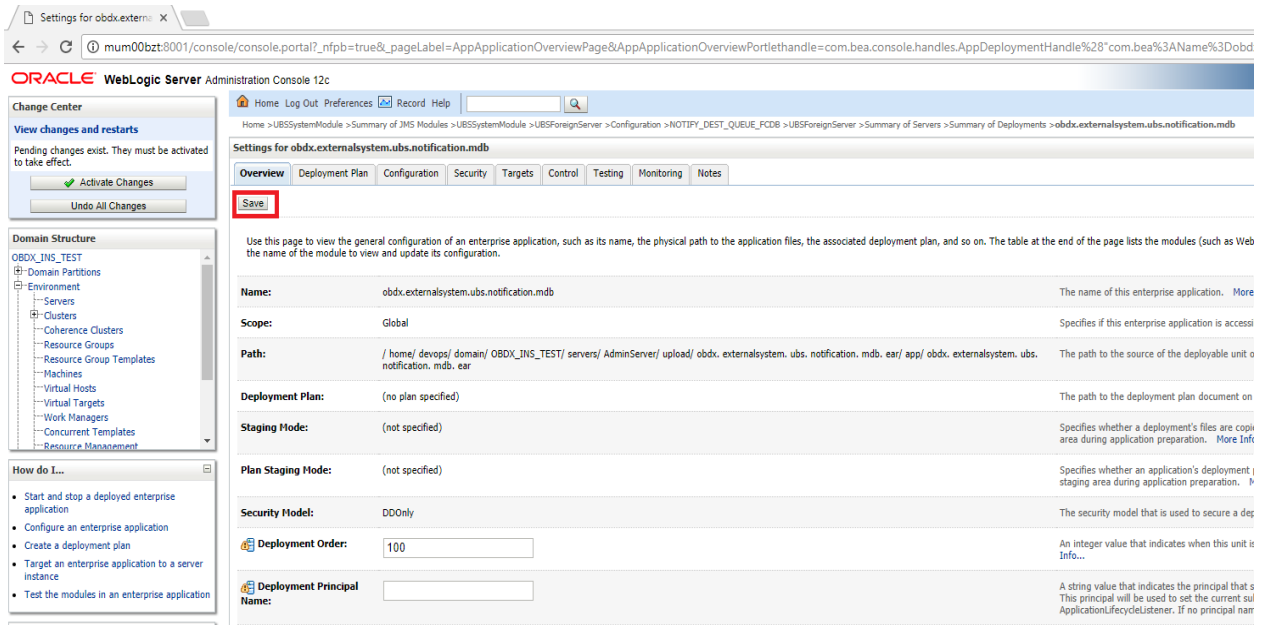 Settings for obdx.externa
mum00bzt:8001/console/console.portal?_nfpb=true&_pageLabel=AppApplicationOverviewPage&AppApplicationOverviewPortlethandle=com.bea.console.handles.AppDeploymentHandle%28"com.bea%3AName%3Dobd
ORACLE WebLogic Server Administration Console 12c
Change Center
View changes and restarts
Pending changes exist. They must be activated
to take effect.
Activate Changes
Undo All Changes
Domain Structure
OBDX_INS_TEST
Domain Partitions
Environment
Servers
Clusters
Coherence Clusters
Resource Groups
Resource Group Templates
Machines
Virtual Hosts
Virtual Targets
Work Managers
Concurrent Templates
Resource Management
How do I...
Start and stop a deployed enterprise
application
Configure an enterprise application
Create a deployment plan
Target an enterprise application to a server
instance
Test the modules in an enterprise application
Home Log Out Preferences Record Help
Home >UBSSystemModule >Summary of JMS Modules >UBSSystemModule >UBSForeignServer >Configuration >NOTIFY_DEST_QUEUE_FCDB >UBSForeignServer >Summary of Servers >Summary of Deployments >obdx.externalsystem.ubs.notification.mdb
Settings for obdx.externalsystem.ubs.notification.mdb
Overview Deployment Plan Configuration Security Targets Control Testing Monitoring Notes
Save
Use this page to view the general configuration of an enterprise application, such as its name, the physical path to the application files, the associated deployment plan, and so on. The table at the end of the page lists the modules (such as Web
the name of the module to view and update its configuration.
Name: obdx.externalsystem.ubs.notification.mdb The name of this enterprise application. More
Scope: Global Specifies if this enterprise application is accessi
Path: / home/ devops/ domain/ OBDX_INS_TEST/ servers/ AdminServer/ upload/ obdx. externalsystem. ubs. notification. mdb. ear/ app/ obdx. externalsystem. ubs. The path to the source of the deployable unit o
notification. mdb. ear
Deployment Plan: (no plan specified) The path to the deployment plan document on
Staging Mode: (not specified) Specifies whether a deployment's files are copie
area during application preparation. More Info
Plan Staging Mode: (not specified) Specifies whether an application's deployment
staging area during application preparation. M
Security Model: DDOnly The security model that is used to secure a dep
Deployment Order: 100 An integer value that indicates when this unit is
Info...
Deployment Principal A string value that indicates the principal that s
Name: This principal will be used to set the current sul
ApplicationLifecycleListener. If no principal nam